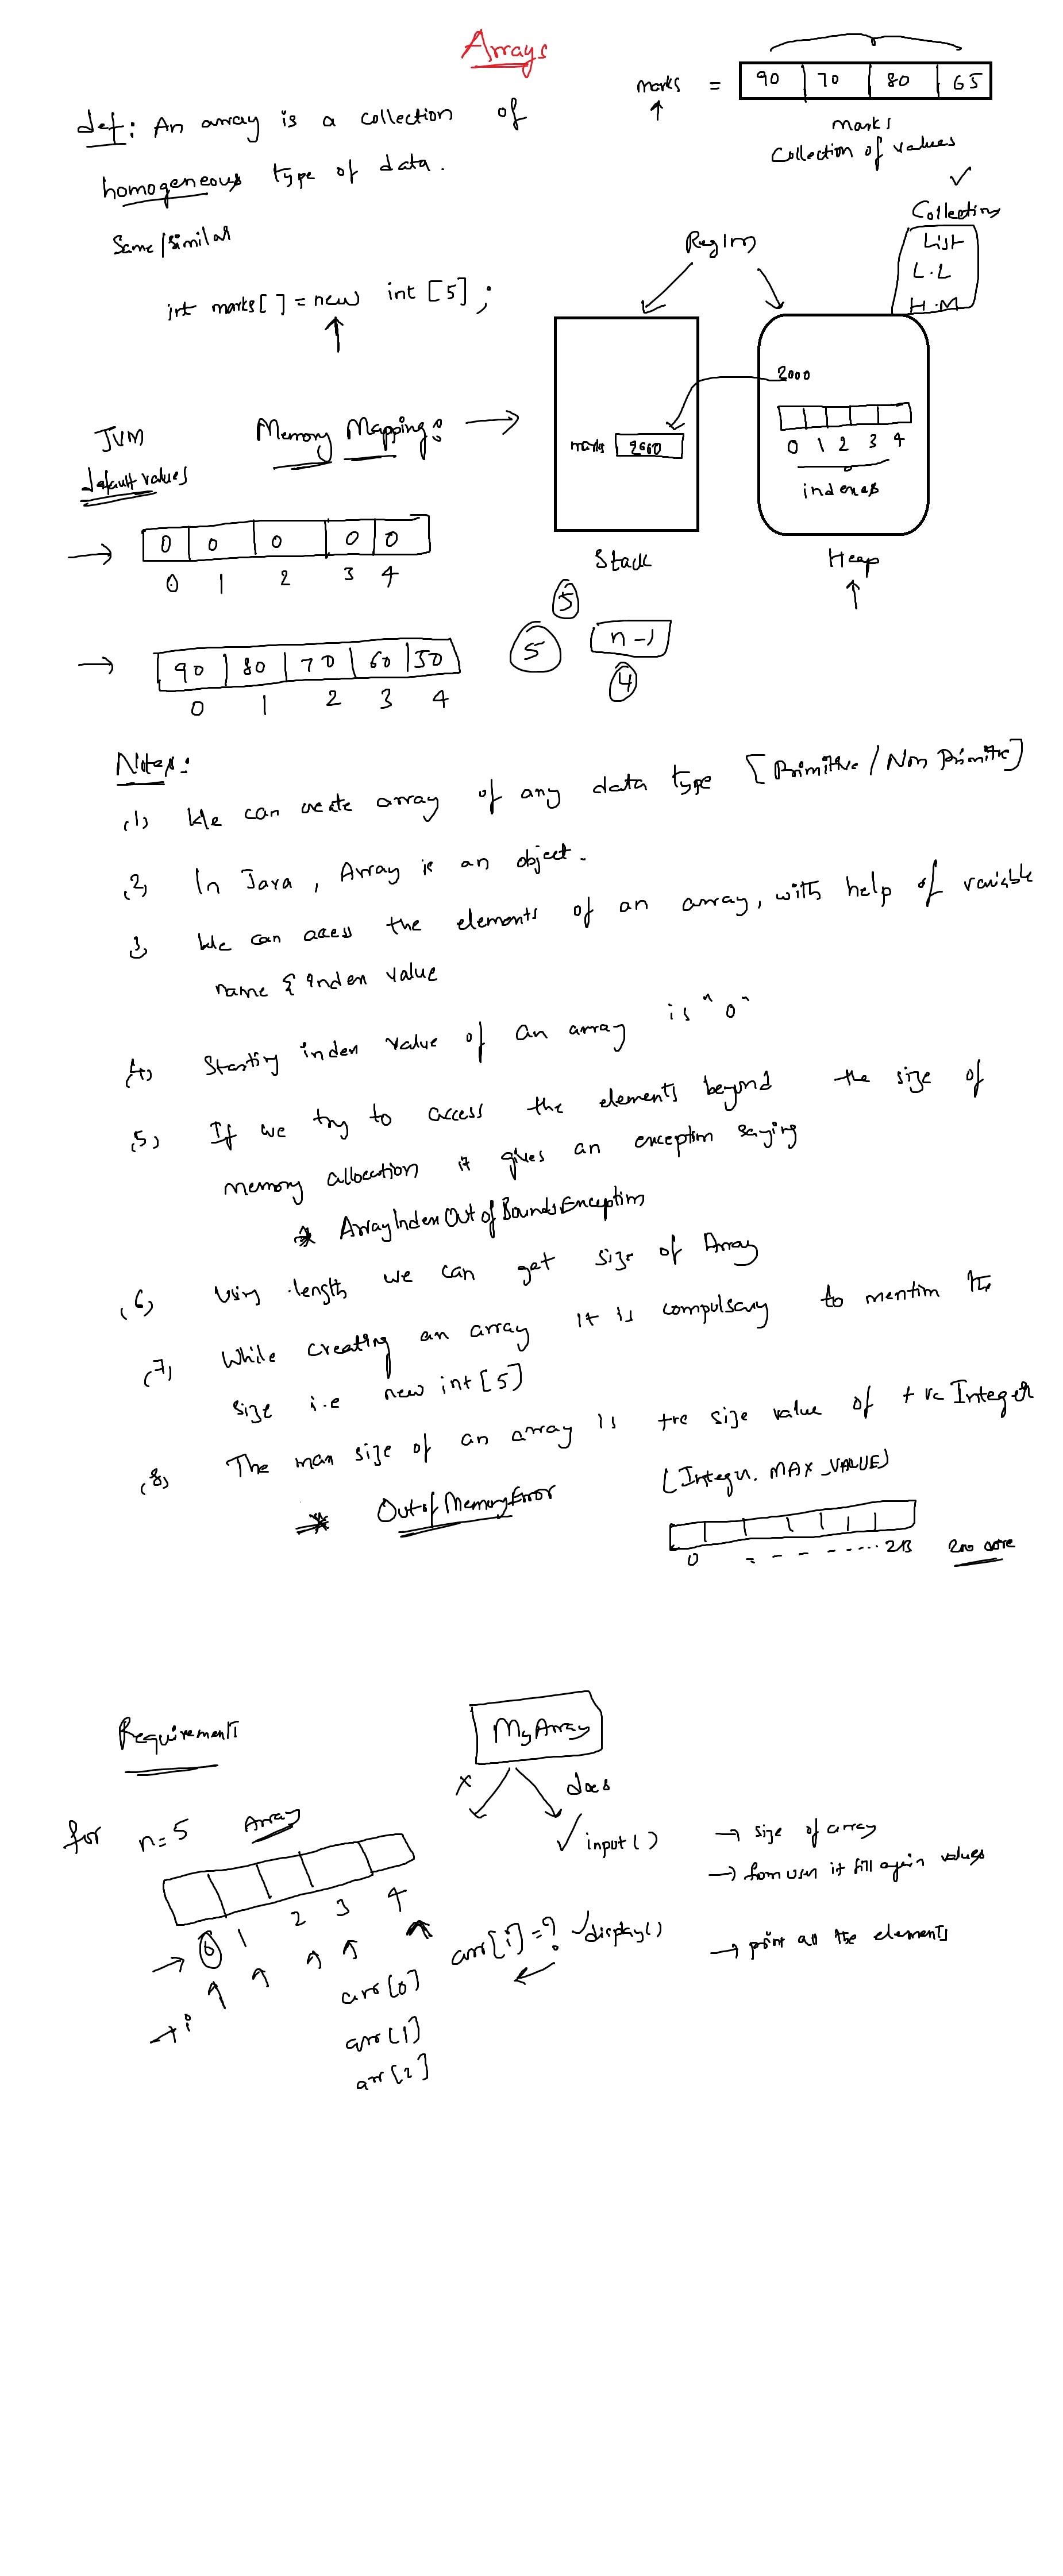 Arrays
marks = 90 70 80 65
marks
Collection of values
def: An array is a collection of
homogeneous type of data.
Same/similar
Collections
List
L.L
H.M
Region
int marks[ ] = new int [5] ;
2000
0 1 2 3 4
indexes
marks 2000
Stack
Heap
JVM
default values
Memory Mapping:
0 0 0 0 0
0 1 2 3 4
5
5 n-1
4
90 80 70 60 50
0 1 2 3 4
Notes:
(1) We can create array of any data type [Primitive / Non Primitive]
(2) In Java, Array is an object.
3) We can access the elements of an array, with help of variable
name & index value
(4) Starting index value of an array is "0"
(5) If we try to access the elements beyond the size of
memory allocation it gives an exception saying
* ArrayIndexOutofBoundsException
(6) Using .length we can get size of Array
(7) While creating an array it is compulsary to mention the
size i.e new int [5]
(8) The max size of an array is the size value of +ve Integer
(Integer. MAX_VALUE)
* OutofMemoryError
0 - - - - ..... 2B
Requirements
MyArray
x does
for n=5 Array
input( ) → size of array
→ from user it fill again values
0 1 2 3 4
arr[i] = ? display( ) → print all the elements
→ i
arr[0]
arr[1]
arr[2]